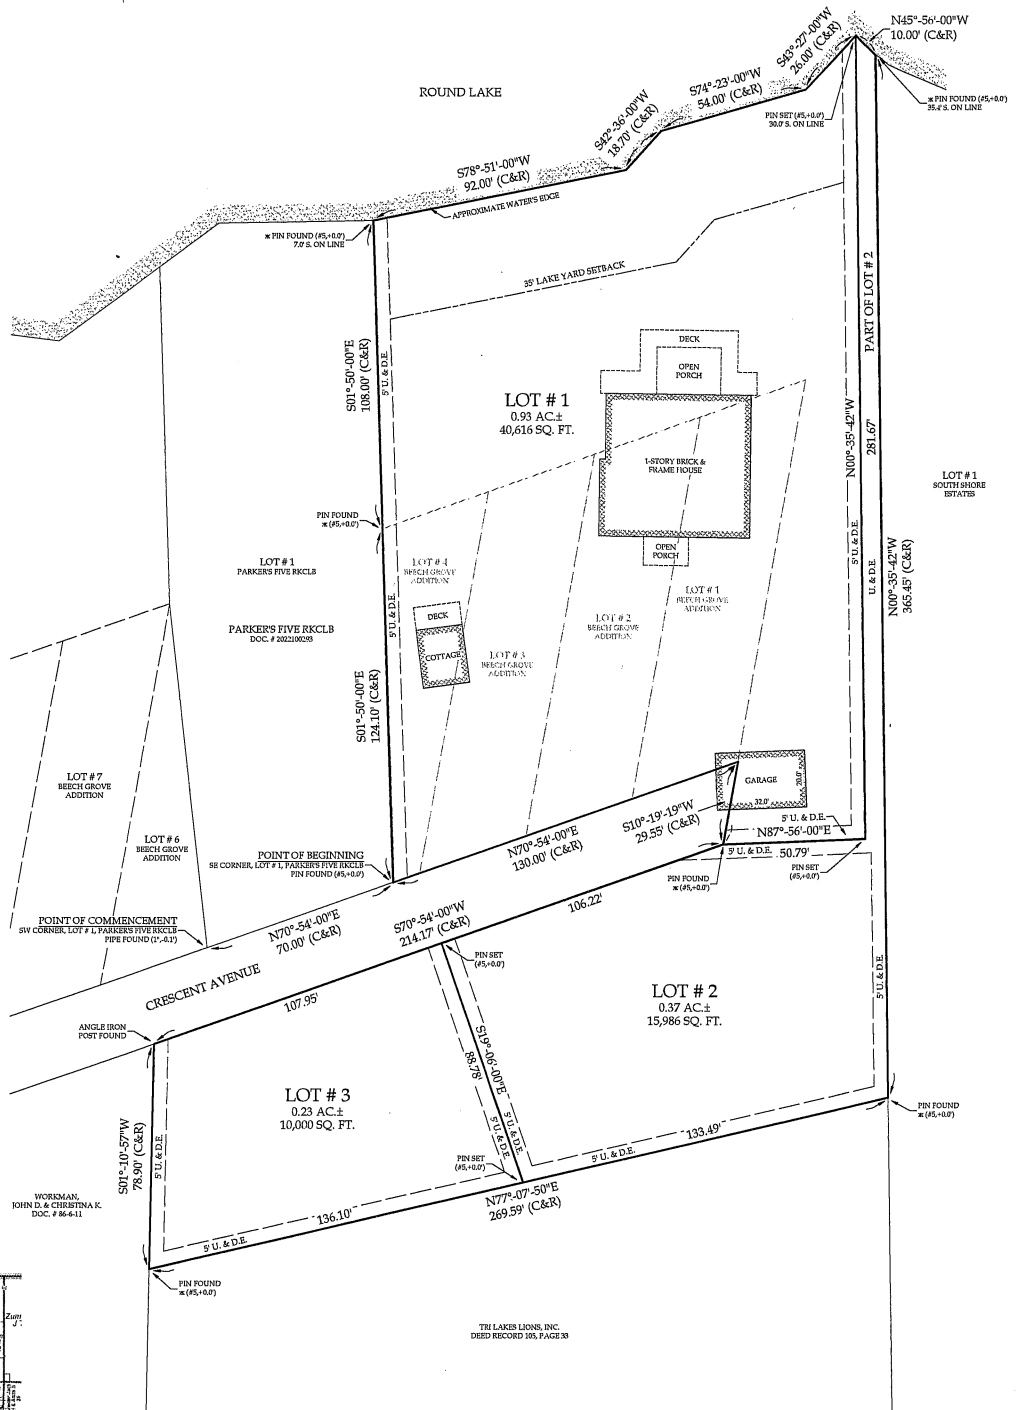 N45°-56'-00"W
10.00' (C&R)
S43°-27'-00"W
26.00' (C&R)
ROUND LAKE
S74°-23'-00"W
54.00' (C&R)
PIN FOUND (#5,+0.0')
35.4' S. ON LINE
PIN SET (#5,+0.0')
30.0' S. ON LINE
S42°-36'-00"W
18.70' (C&R)
S78°-51'-00"W
92.00' (C&R)
APPROXIMATE WATER'S EDGE
PIN FOUND (#5,+0.0')
7.0' S. ON LINE
35' LAKE YARD SETBACK
PART OF LOT # 2
S01°-50'-00"E
108.00' (C&R)
5' U. & D.E.
DECK
OPEN
PORCH
LOT # 1
0.93 AC.±
40,616 SQ. FT.
N00°-35'-42"W
281.67'
1-STORY BRICK &
FRAME HOUSE
LOT # 1
SOUTH SHORE
ESTATES
PIN FOUND
(#5,+0.0')
5' U. & D.E.
OPEN
PORCH
U. & D.E.
N00°-35'-42"W
365.45' (C&R)
LOT # 1
PARKER'S FIVE RKCLB
LOT # 4
BEECH GROVE
ADDITION
LOT # 1
BEECH GROVE
ADDITION
LOT # 2
BEECH GROVE
ADDITION
PARKER'S FIVE RKCLB
DOC. # 2022100293
5' U. & D.E.
DECK
COTTAGE
LOT # 3
BEECH GROVE
ADDITION
S01°-50'-00"E
124.10' (C&R)
LOT # 7
BEECH GROVE
ADDITION
GARAGE
20.0'
32.0'
LOT # 6
BEECH GROVE
ADDITION
S10°-19'-19"W
29.55' (C&R)
5' U. & D.E.
N87°-56'-00"E
5' U. & D.E.
50.79'
N70°-54'-00"E
130.00' (C&R)
POINT OF BEGINNING
SE CORNER, LOT # 1, PARKER'S FIVE RKCLB
PIN FOUND (#5,+0.0')
PIN SET
(#5,+0.0')
PIN FOUND
(#5,+0.0')
POINT OF COMMENCEMENT
SW CORNER, LOT # 1, PARKER'S FIVE RKCLB
PIPE FOUND (1",-0.1')
N70°-54'-00"E
70.00' (C&R)
S70°-54'-00"W
214.17' (C&R)
106.22'
PIN SET
(#5,+0.0')
CRESCENT AVENUE
107.95'
5' U. & D.E.
LOT # 2
0.37 AC.±
15,986 SQ. FT.
ANGLE IRON
POST FOUND
S19°-06'-00"E
88.78'
LOT # 3
0.23 AC.±
10,000 SQ. FT.
5' U. & D.E.
5' U. & D.E.
PIN FOUND
(#5,+0.0')
S01°-10'-57"W
78.90' (C&R)
5' U. & D.E.
133.49'
5' U. & D.E.
PIN SET
(#5,+0.0')
N77°-07'-50"E
269.59' (C&R)
WORKMAN,
JOHN D. & CHRISTINA K.
DOC. # 86-6-11
136.10'
5' U. & D.E.
PIN FOUND
(#5,+0.0')
TRI LAKES LIONS, INC.
DEED RECORD 105, PAGE 33